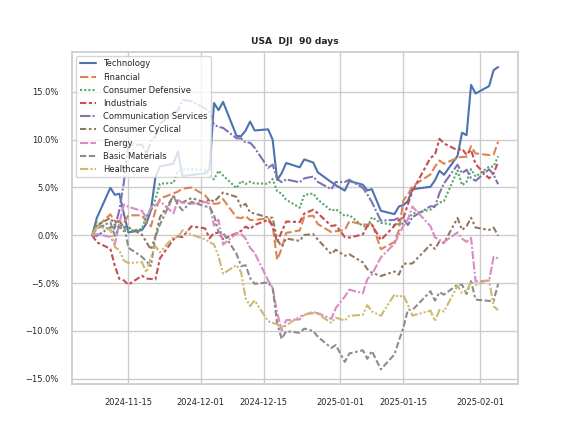 USA DJI 90 days
Technology
Financial
Consumer Defensive
Industrials
Communication Services
Consumer Cyclical
Energy
Basic Materials
Healthcare
15.0%
10.0%
5.0%
0.0%
−5.0%
−10.0%
−15.0%
2024-11-15
2024-12-01
2024-12-15
2025-01-01
2025-01-15
2025-02-01